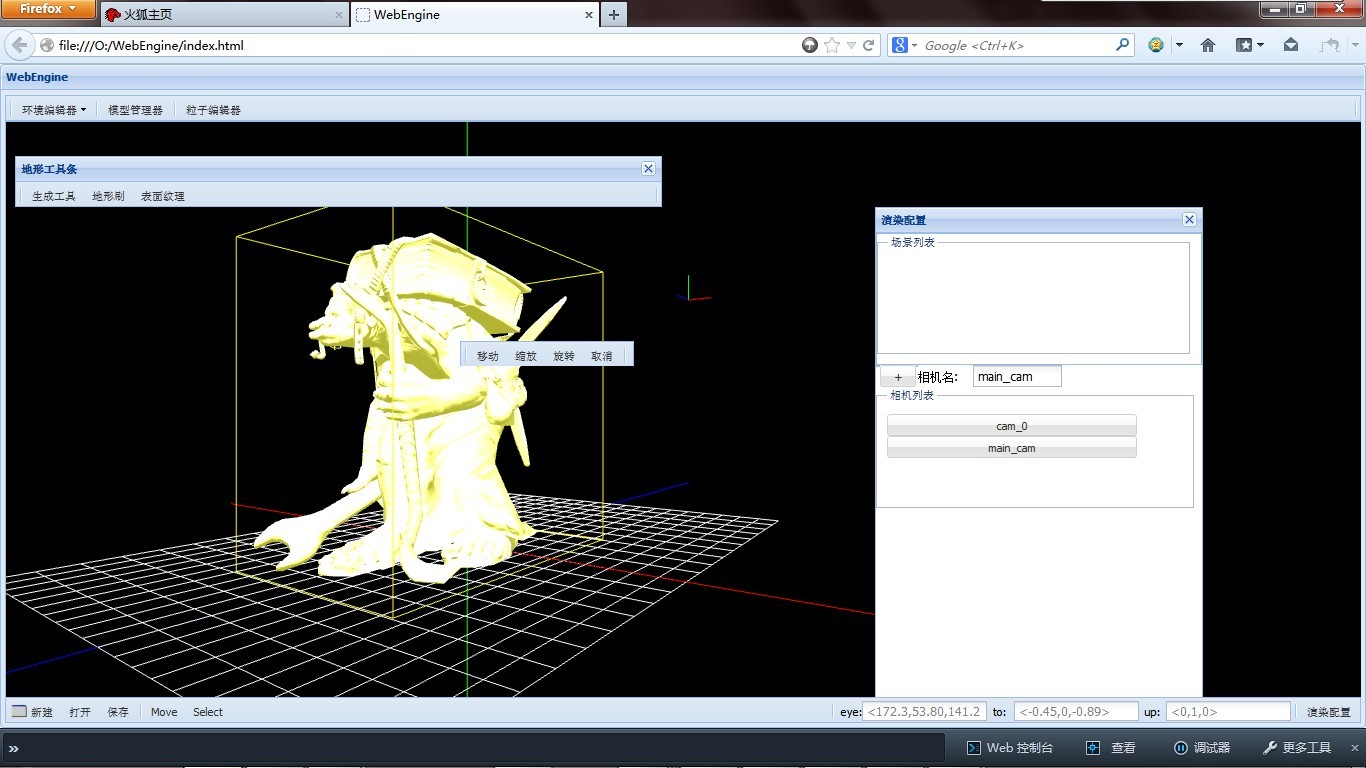 Firefox
火狐主页
WebEngine
file:///O:/WebEngine/index.html
Google <Ctrl+K>
WebEngine
环境编辑器 模型管理器 粒子编辑器
地形工具条
生成工具 地形刷 表面纹理
渲染配置
场景列表
移动 缩放 旋转 取消
+ 相机名: main_cam
相机列表
cam_0
main_cam
新建 打开 保存 Move Select eye: <172.3,53.80,141.2 to: <-0.45,0,-0.89> up: <0,1,0> 渲染配置
» Web 控制台 查看 调试器 更多工具